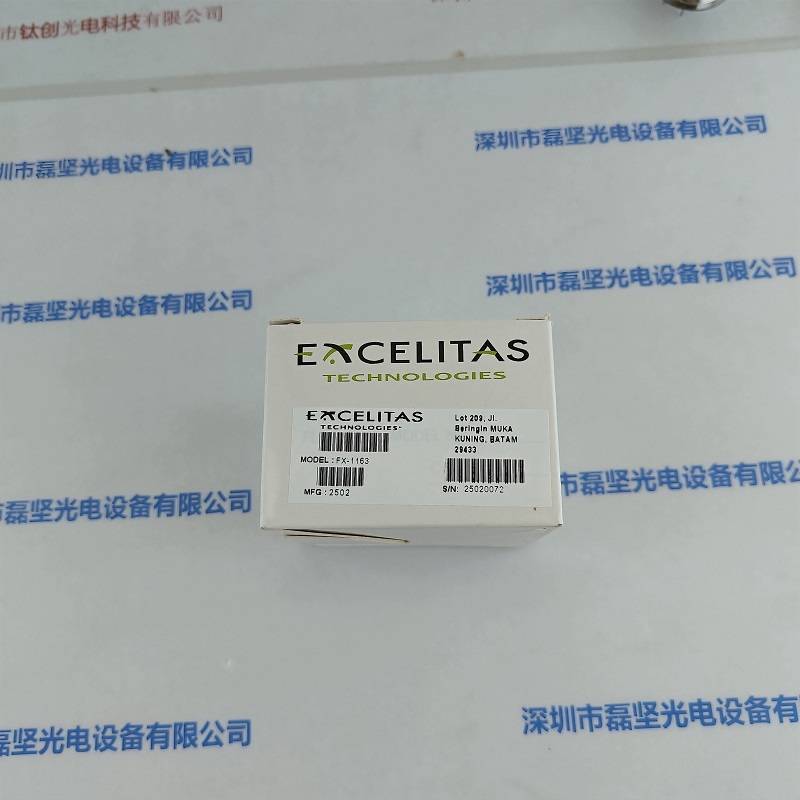 市钛创光电科技有限公司
深圳市磊坚光电设备有限公司
圳市磊坚光电设备有限公司
深圳市磊坚光电设备有限公司
市磊坚光电设备有限公司
EXCELITAS
TECHNOLOGIES
EXCELITAS
TECHNOLOGIES
Lot 209, Jl.
Beringin MUKA
KUNING, BATAM
29433
MODEL : FX-1163
MFG : 2502
S/N: 25020072
市磊坚光电设备有限公司
磊坚光电设备有限公司
深圳市磊坚光电设备有限公
市磊坚光电设备有限公司